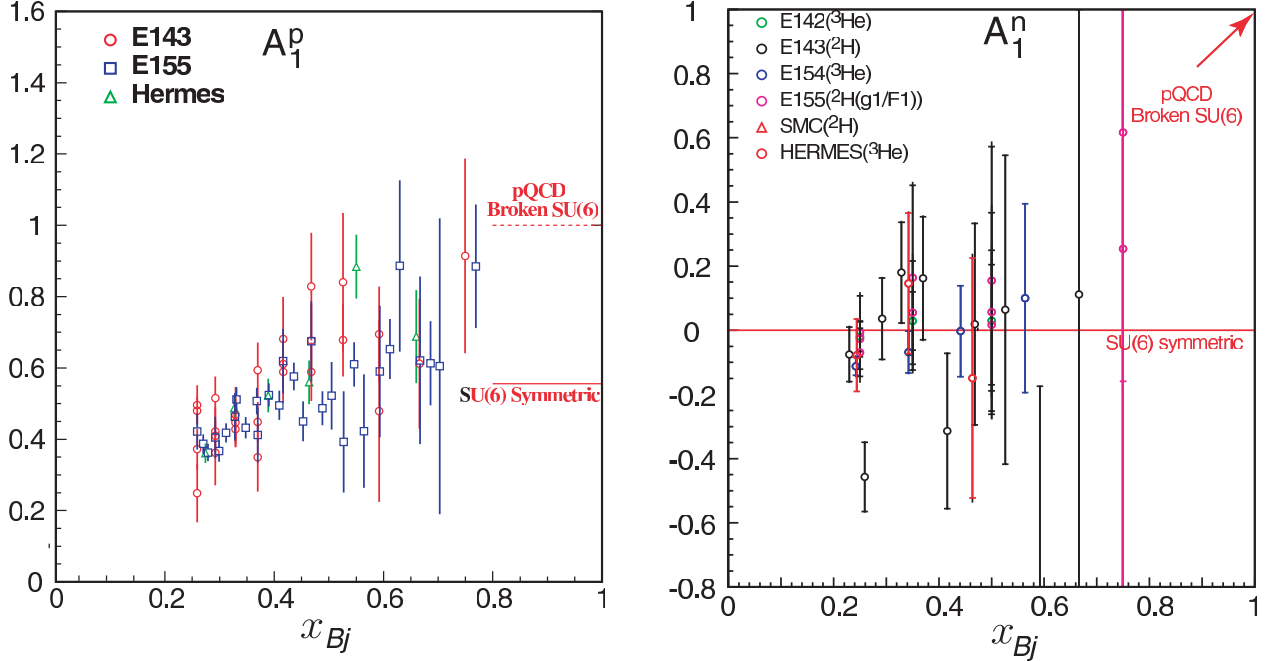 1.6
1.4
1.2
1
0.8
0.6
0.4
0.2
0
E143
E155
Hermes
A₁ᵖ
pQCD
Broken SU(6)
SU(6) Symmetric
0
0.2
0.4
0.6
0.8
1
x_Bj
1
0.8
0.6
0.4
0.2
0
-0.2
-0.4
-0.6
-0.8
E142(³He)
E143(²H)
E154(³He)
E155(²H(g1/F1))
SMC(²H)
HERMES(³He)
A₁ⁿ
pQCD
Broken SU(6)
SU(6) symmetric
0
0.2
0.4
0.6
0.8
1
x_Bj